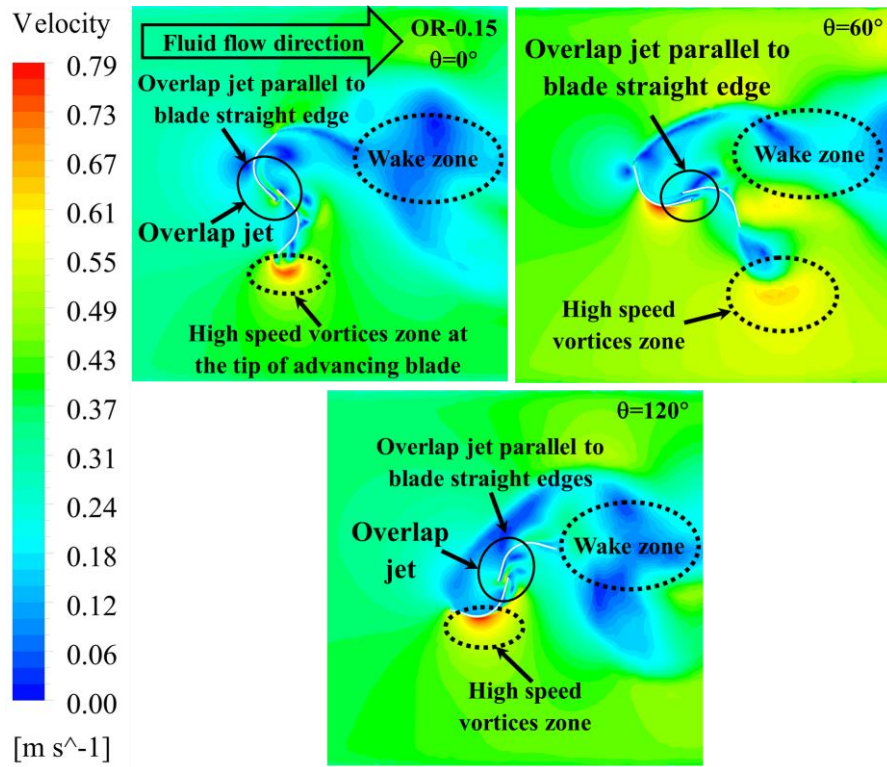 Velocity
0.79
0.73
0.67
0.61
0.55
0.49
0.43
0.37
0.31
0.24
0.18
0.12
0.06
0.00
[m s^-1]
Fluid flow direction
OR-0.15
θ=0°
Overlap jet parallel to
blade straight edge
Wake zone
Overlap jet
High speed vortices zone at
the tip of advancing blade
θ=60°
Overlap jet parallel to
blade straight edge
Wake zone
High speed
vortices zone
θ=120°
Overlap jet parallel to
blade straight edges
Overlap
jet
Wake zone
High speed
vortices zone